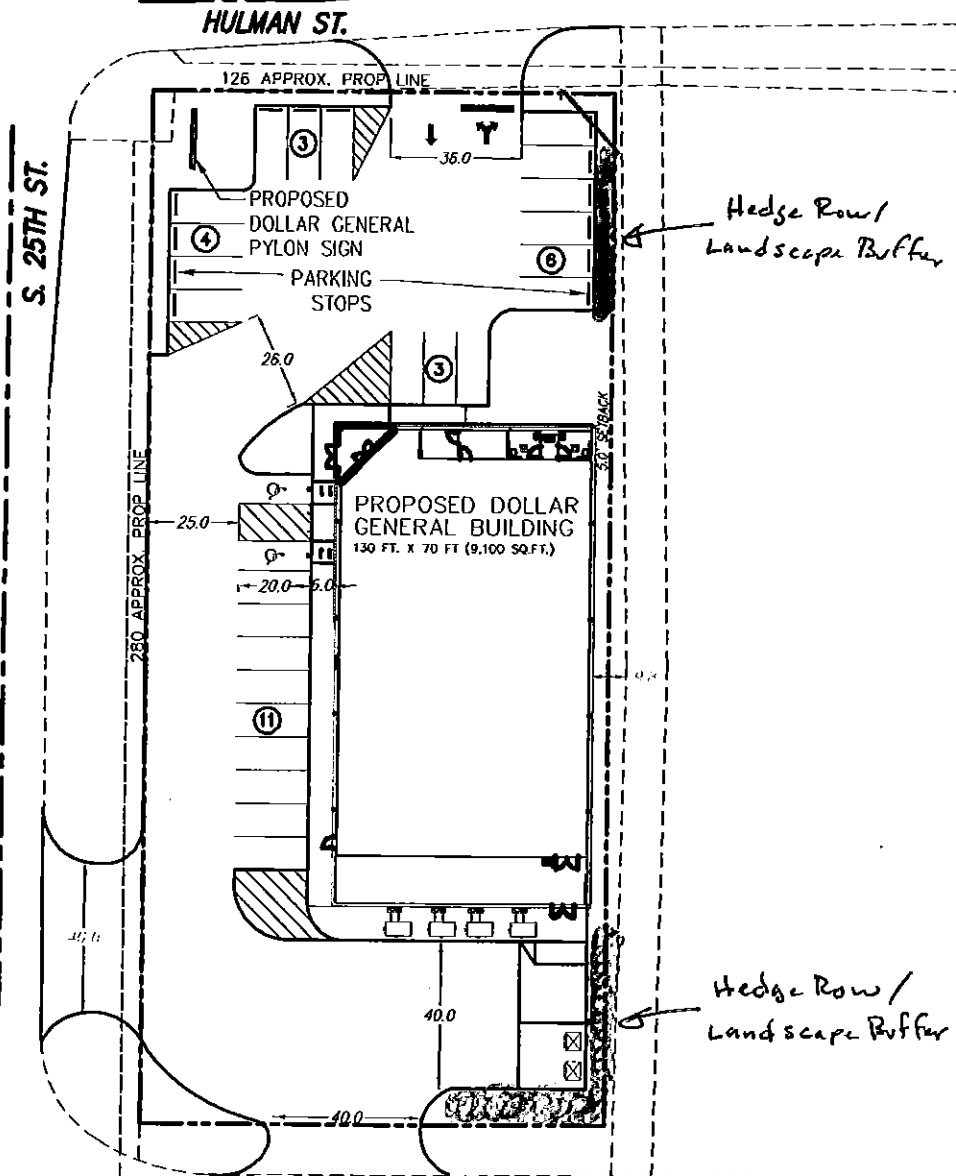 HULMAN ST.
126 APPROX. PROP LINE
S. 25TH ST.
3
36.0
PROPOSED
DOLLAR GENERAL
PYLON SIGN
4
6
PARKING
STOPS
Hedge Row/
Landscape Buffer
26.0
3
5.0' SETBACK
280 APPROX. PROP LINE
PROPOSED DOLLAR
GENERAL BUILDING
130 FT. X 70 FT (9,100 SQ.FT.)
25.0
20.0
6.0
11
40.0
Hedge Row/
Landscape Buffer
40.0